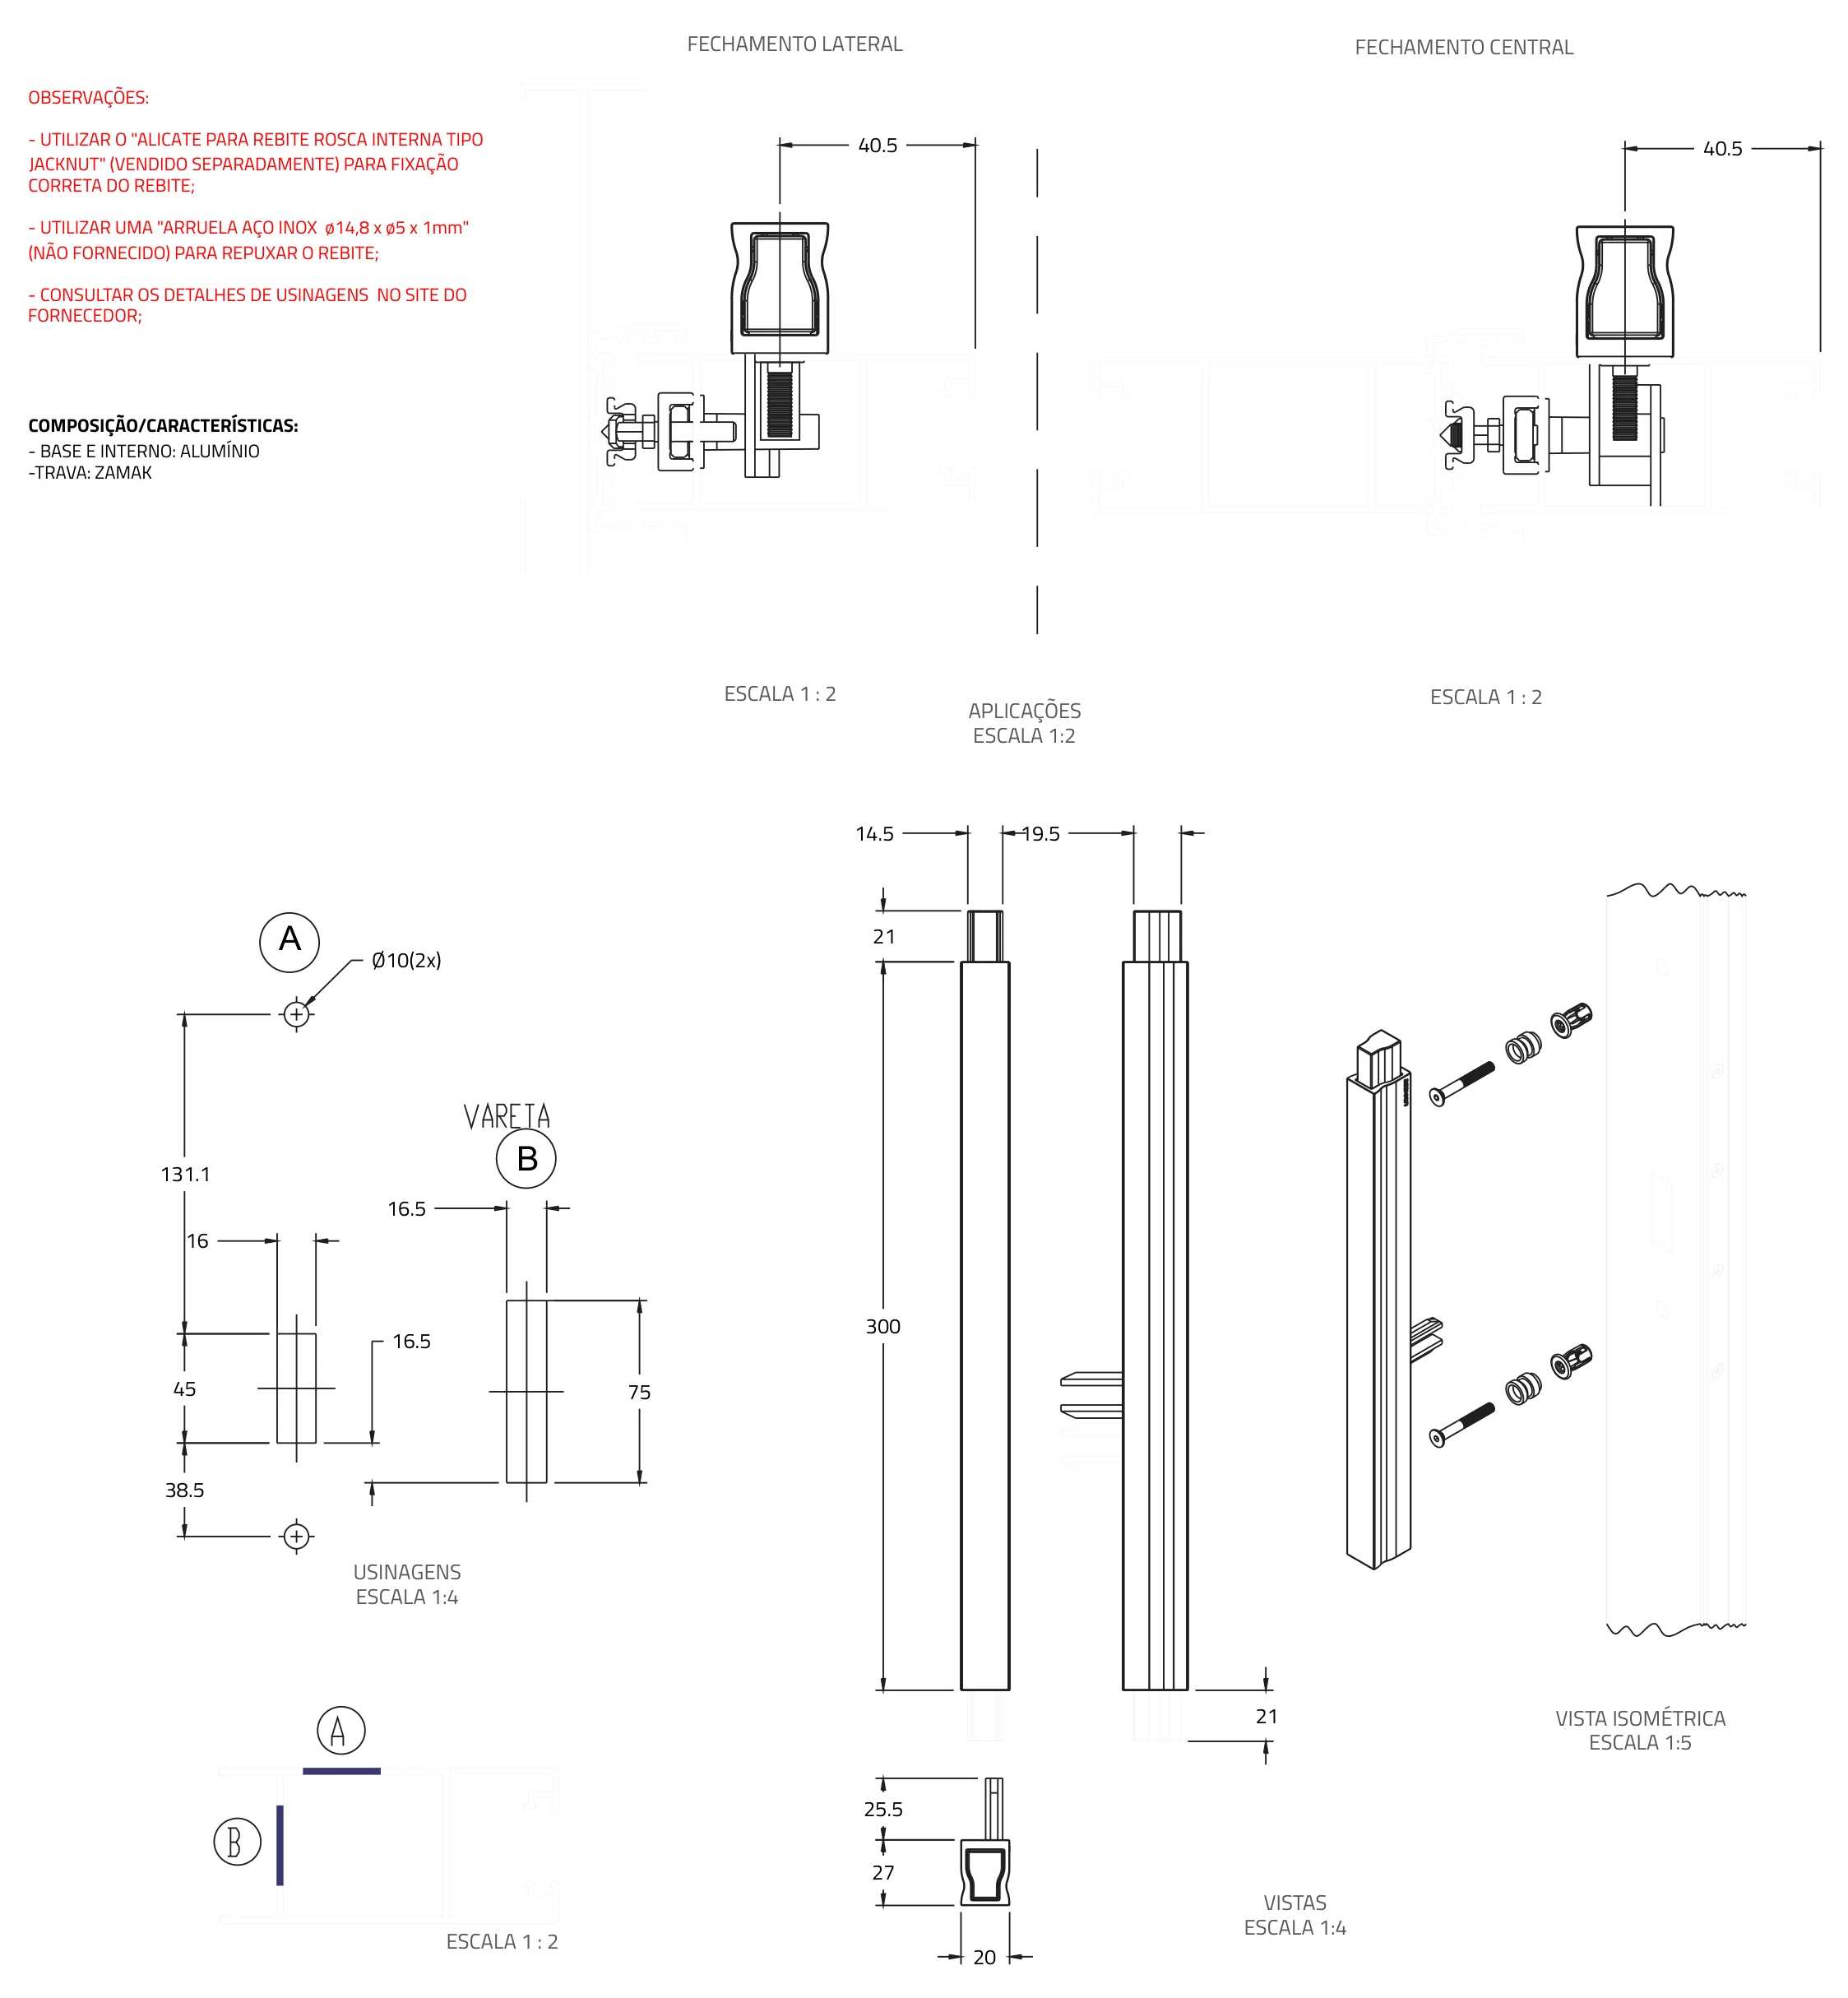 FECHAMENTO LATERAL
FECHAMENTO CENTRAL
OBSERVAÇÕES:
- UTILIZAR O "ALICATE PARA REBITE ROSCA INTERNA TIPO
JACKNUT" (VENDIDO SEPARADAMENTE) PARA FIXAÇÃO
CORRETA DO REBITE;
- UTILIZAR UMA "ARRUELA AÇO INOX ø14,8 x ø5 x 1mm"
(NÃO FORNECIDO) PARA REPUXAR O REBITE;
- CONSULTAR OS DETALHES DE USINAGENS NO SITE DO
FORNECEDOR;
COMPOSIÇÃO/CARACTERÍSTICAS:
- BASE E INTERNO: ALUMÍNIO
-TRAVA: ZAMAK
40.5
40.5
ESCALA 1 : 2
ESCALA 1 : 2
APLICAÇÕES
ESCALA 1:2
A
Ø10(2x)
131.1
16
45
38.5
VARETA
B
16.5
16.5
75
USINAGENS
ESCALA 1:4
14.5
19.5
21
300
21
25.5
27
20
VISTAS
ESCALA 1:4
VISTA ISOMÉTRICA
ESCALA 1:5
A
B
ESCALA 1 : 2